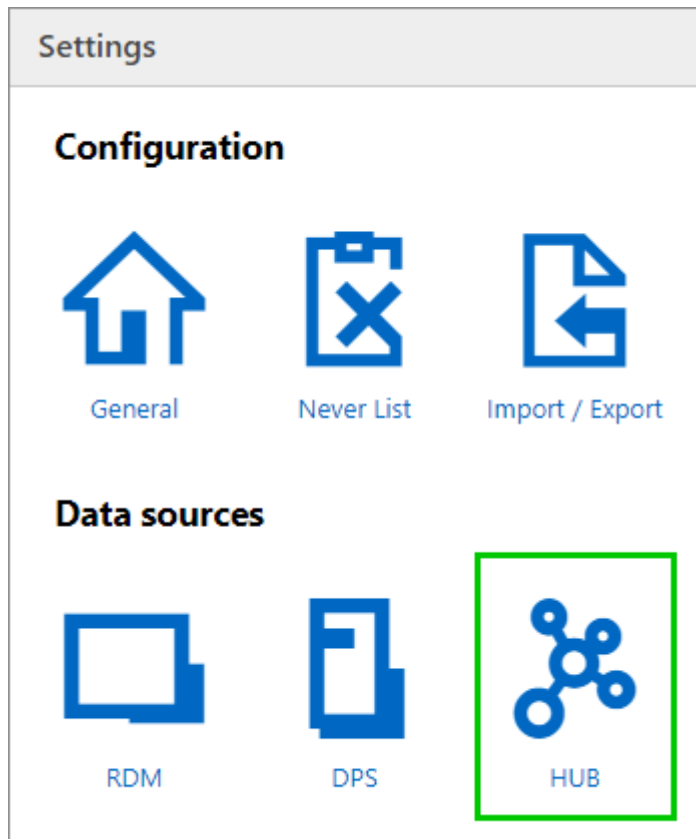 Settings
Configuration
General Never List Import / Export
Data sources
RDM DPS HUB